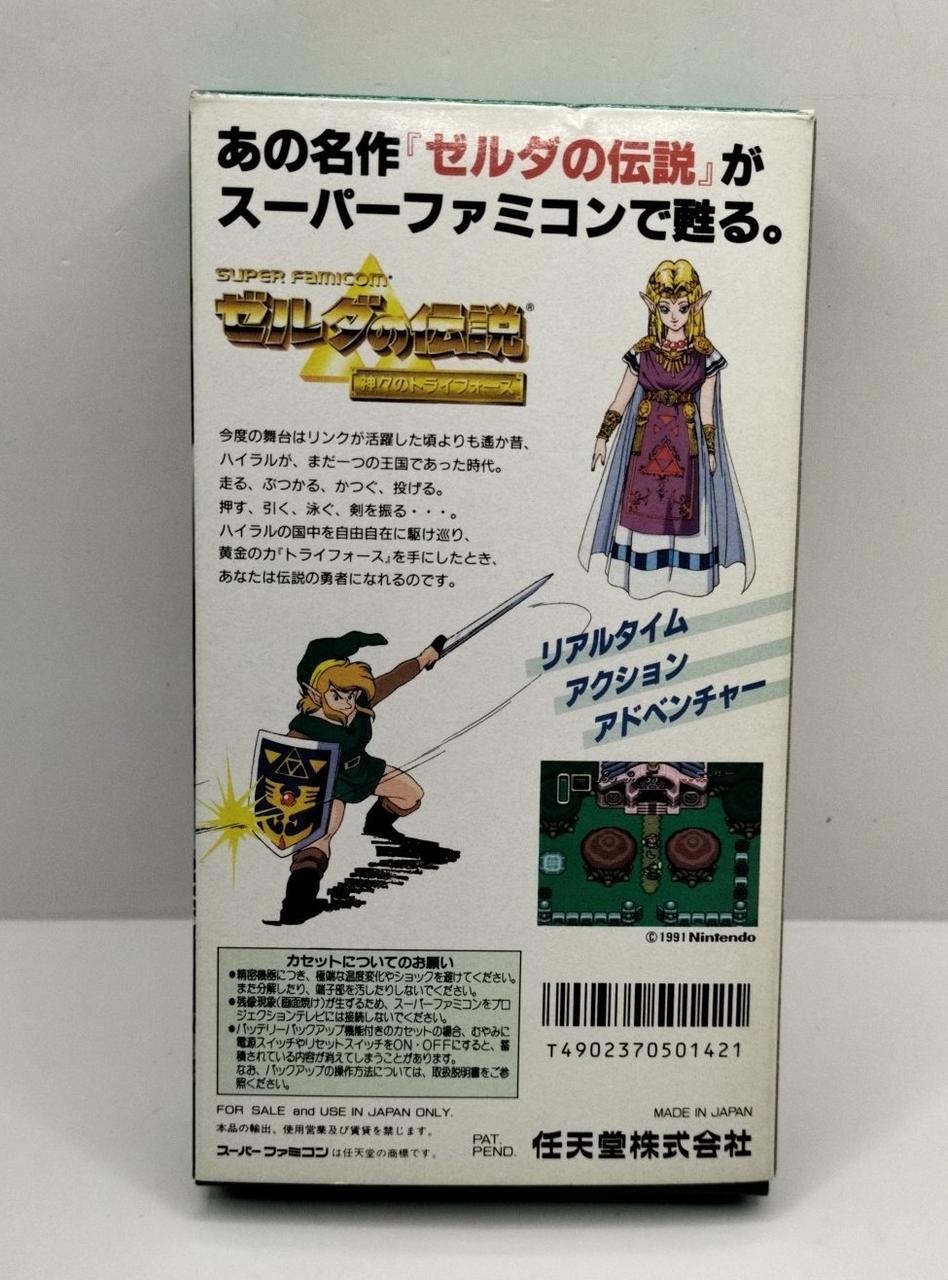 あの名作『ゼルダの伝説』が
スーパーファミコンで甦る。
SUPER FAMICOM
ゼルダの伝説®
神々のトライフォース
今度の舞台はリンクが活躍した頃よりも遙か昔、
ハイラルが、まだ一つの王国であった時代。
走る、ぶつかる、かつぐ、投げる。
押す、引く、泳ぐ、剣を振る・・・。
ハイラルの国中を自由自在に駆け巡り、
黄金の力『トライフォース』を手にしたとき、
あなたは伝説の勇者になれるのです。
リアルタイム
アクション
アドベンチャー
©1991 Nintendo
カセットについてのお願い
●精密機器につき、極端な温度変化やショックを避けてください。
また分解したり、端子部を汚したりしないでください。
●残像現象(画面焼け)が生ずるため、スーパーファミコンをプロ
ジェクションテレビには接続しないでください。
●バッテリーバックアップ機能付きのカセットの場合、むやみに
電源スイッチやリセットスイッチをON・OFFにすると、蓄
積されている内容が消えてしまうことがあります。
なお、バックアップの操作方法については、取扱説明書をご参
照ください。
T4902370501421
FOR SALE and USE IN JAPAN ONLY.
本品の輸出、使用営業及び賃貸を禁じます。
スーパーファミコンは任天堂の商標です。
PAT.
PEND.
MADE IN JAPAN
任天堂株式会社